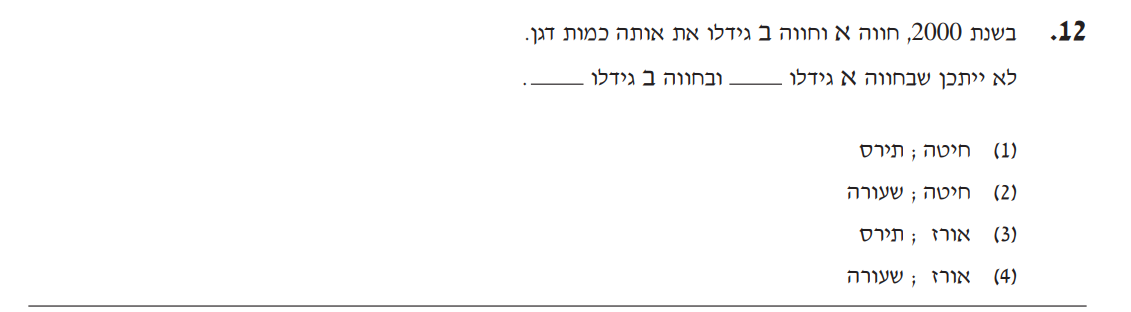 12. בשנת 2000, חווה א וחווה ב גידלו את אותה כמות דגן.
לא ייתכן שבחווה א גידלו _____ ובחווה ב גידלו _____ .
(1) חיטה ; תירס
(2) חיטה ; שעורה
(3) אורז ; תירס
(4) אורז ; שעורה